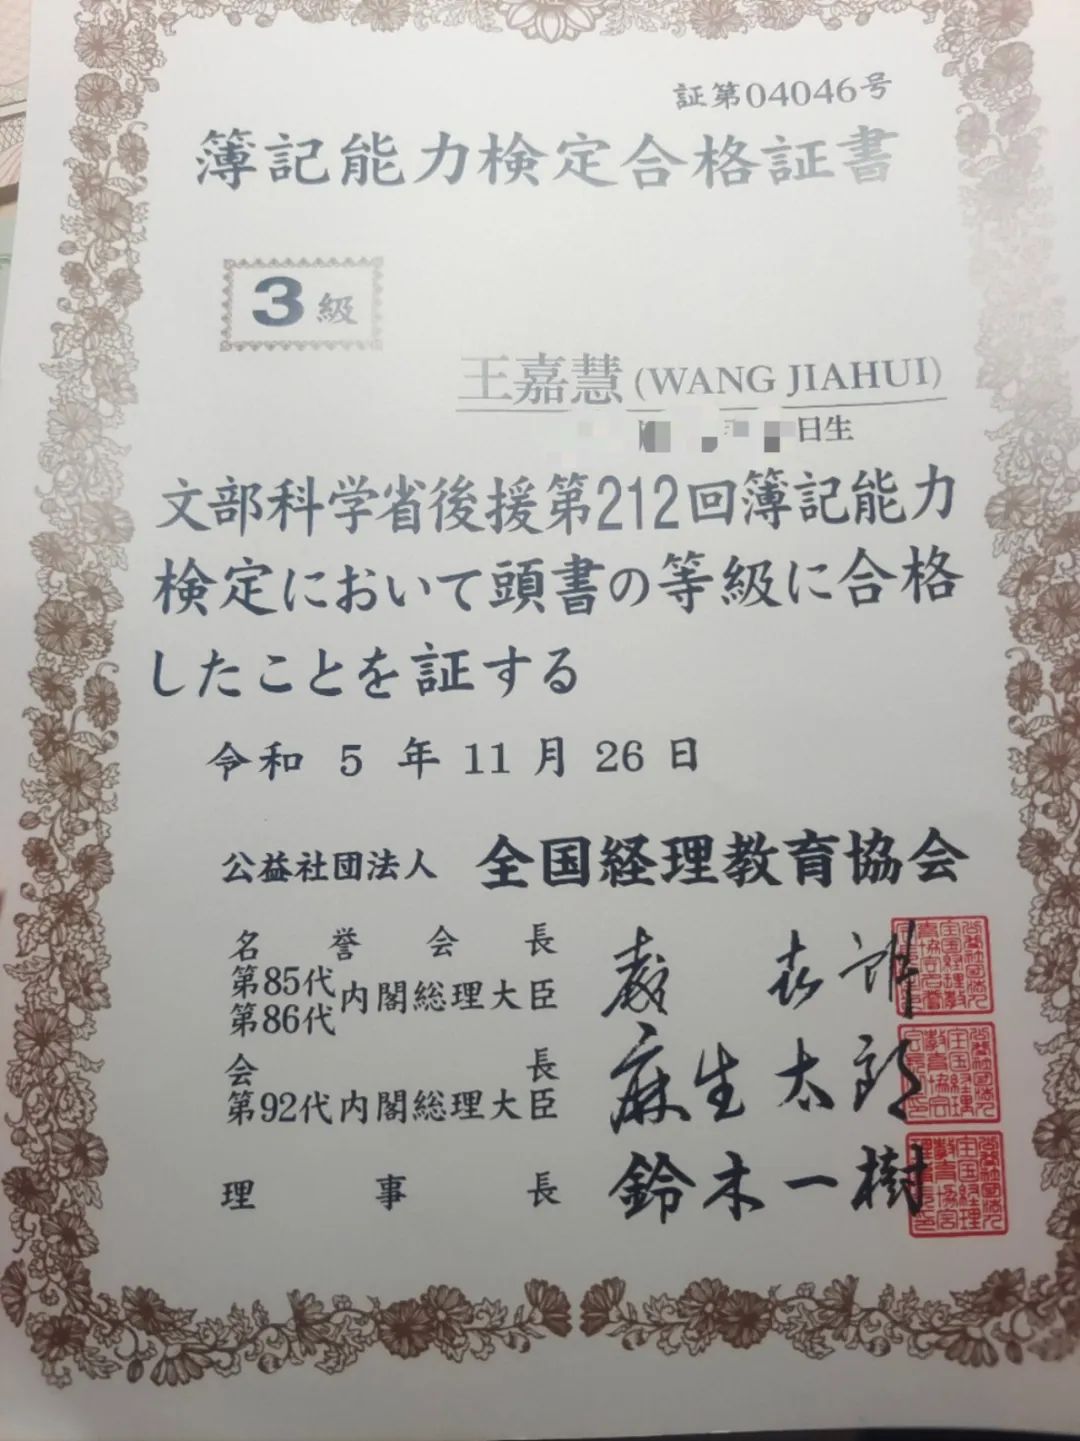 証第04046号
簿記能力検定合格証書
3級
王嘉慧(WANG JIAHUI)
日生
文部科学省後援第212回簿記能力
検定において頭書の等級に合格
したことを証する
令和 5 年 11 月 26 日
公益社団法人 全国経理教育協会
名誉会長
第85代
第86代 内閣総理大臣
会長
第92代内閣総理大臣 麻生太郎
理事長 鈴木一樹